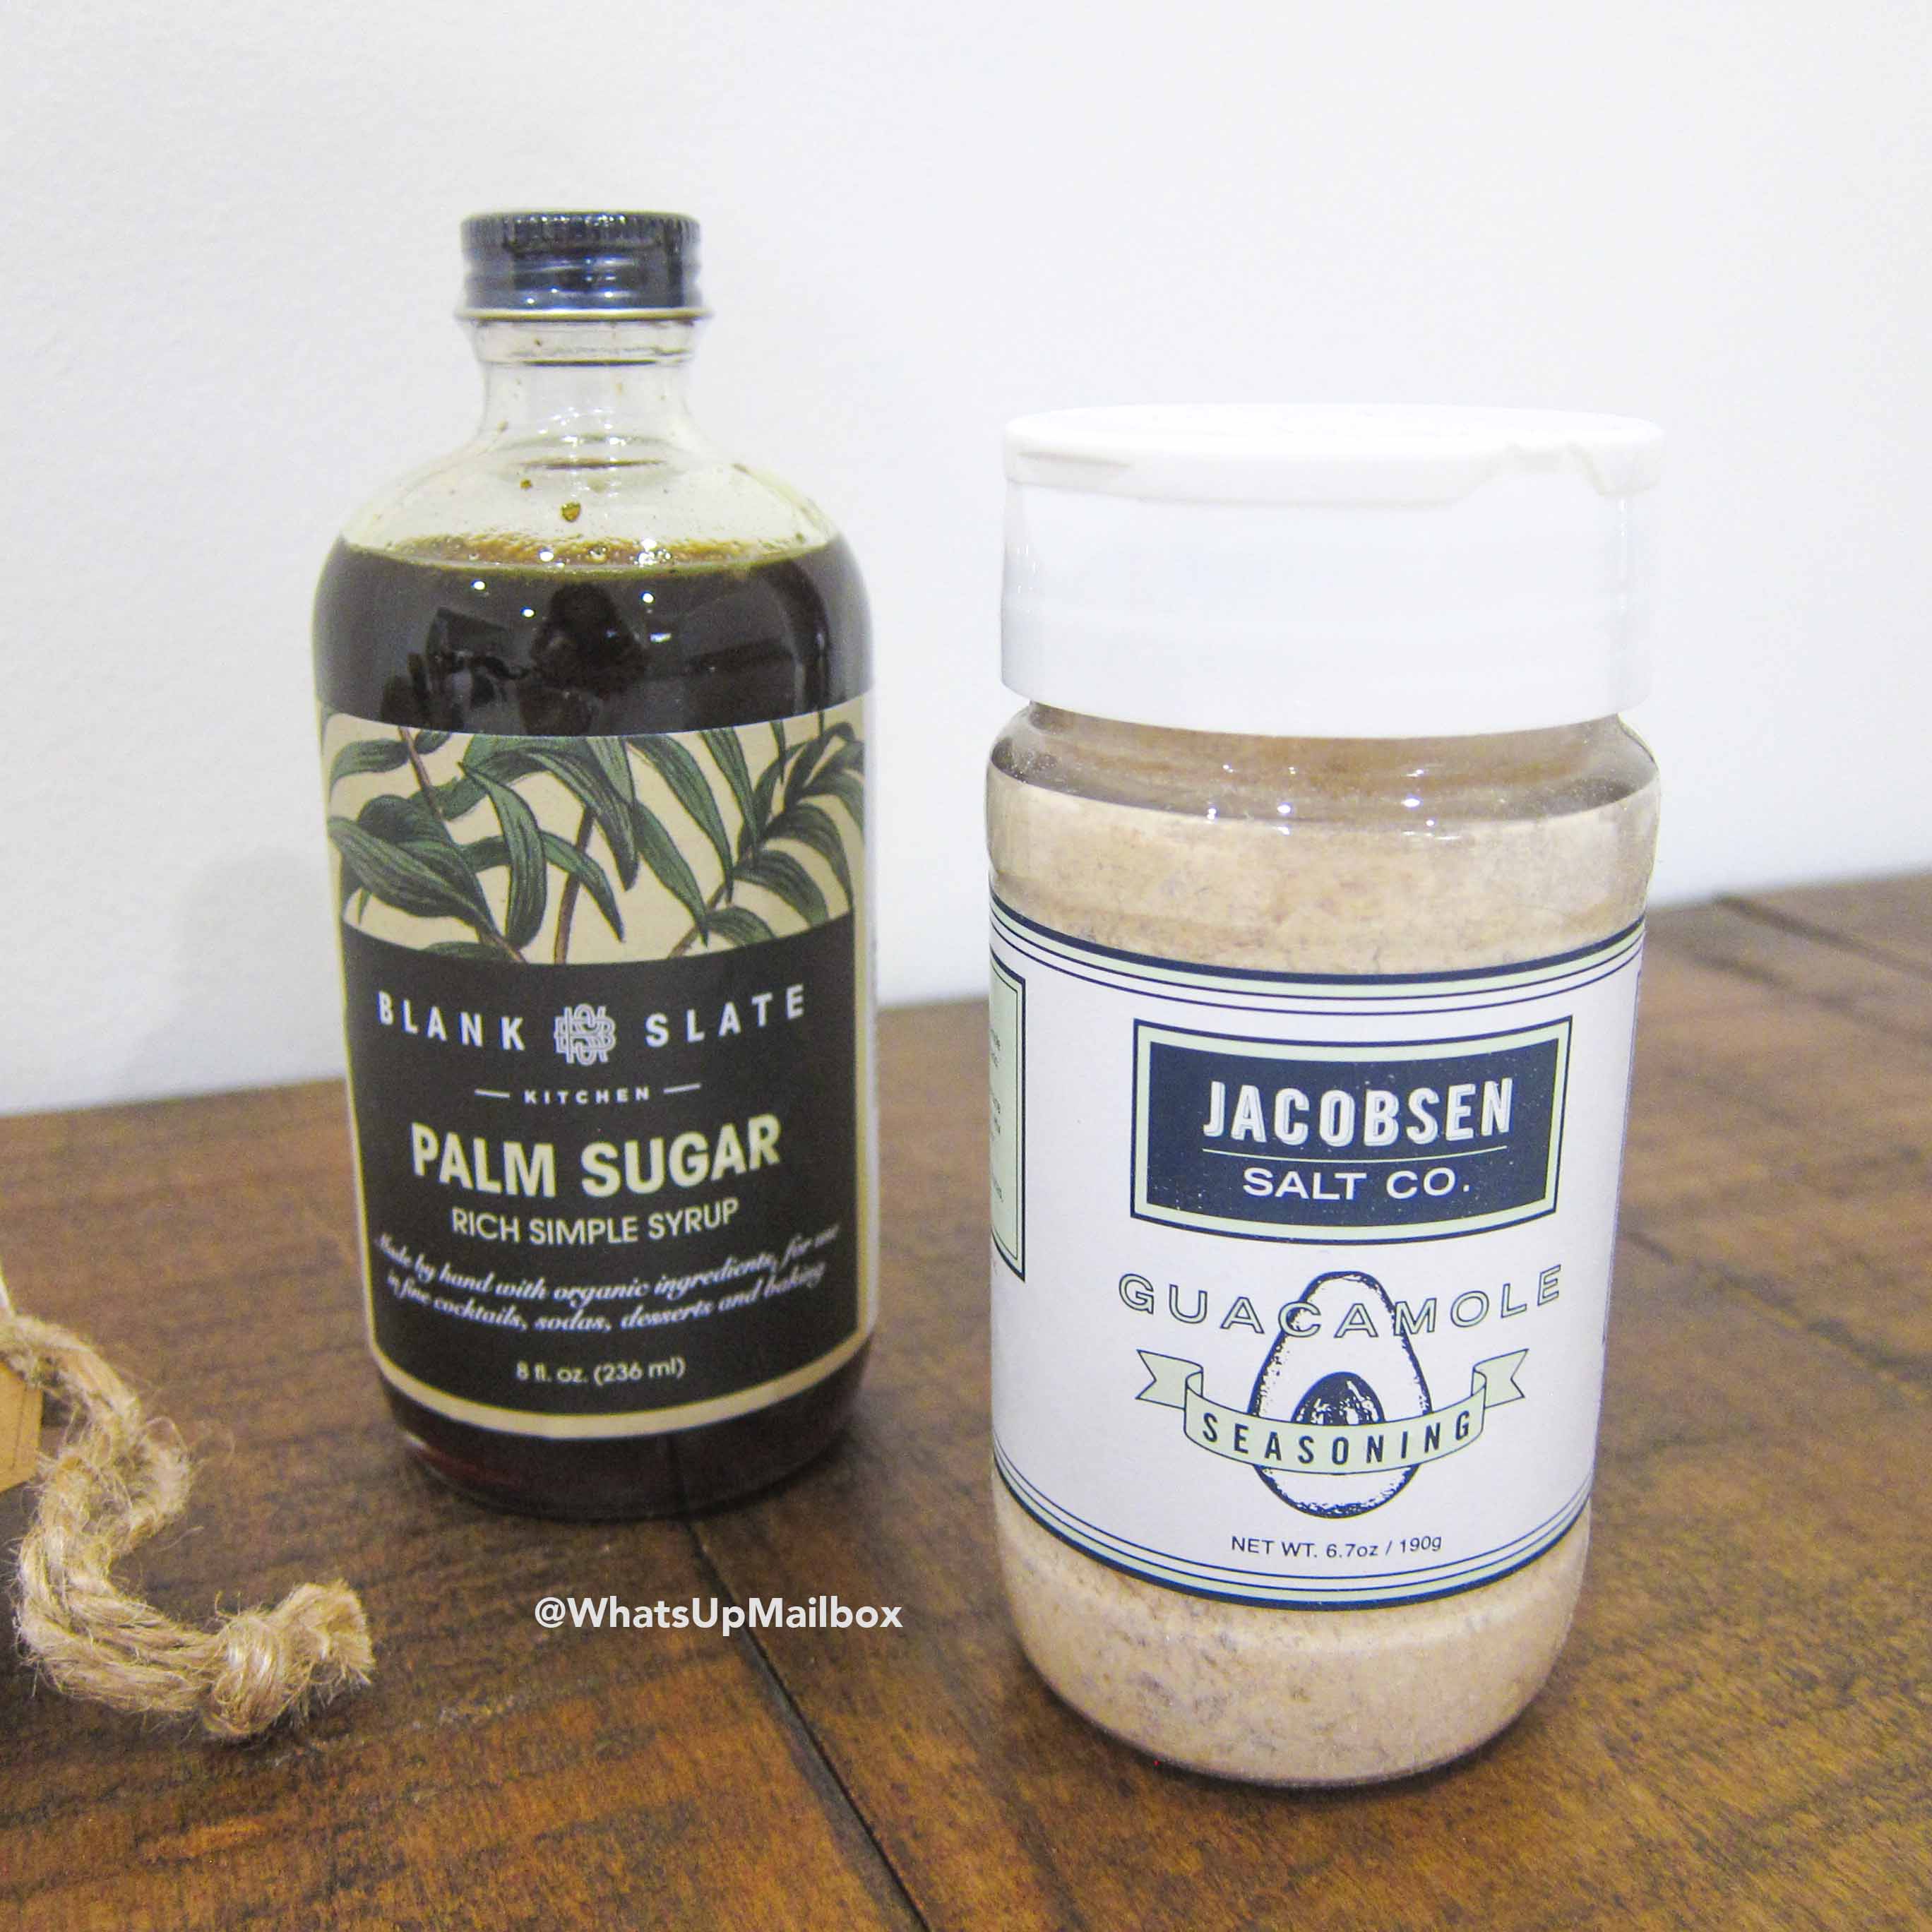 BLANK SLATE
KITCHEN
PALM SUGAR
RICH SIMPLE SYRUP
Made by hand with organic ingredients, for use
in fine cocktails, sodas, desserts and baking
8 fl. oz. (236 ml)
JACOBSEN
SALT CO.
GUACAMOLE
SEASONING
NET WT. 6.7oz / 190g
@WhatsUpMailbox